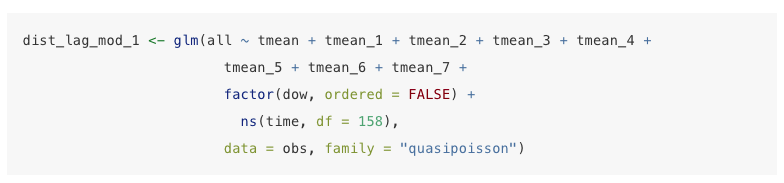 dist_lag_mod_1 <- glm(all ~ tmean + tmean_1 + tmean_2 + tmean_3 + tmean_4 +
tmean_5 + tmean_6 + tmean_7 +
factor(dow, ordered = FALSE) +
ns(time, df = 158),
data = obs, family = "quasipoisson")